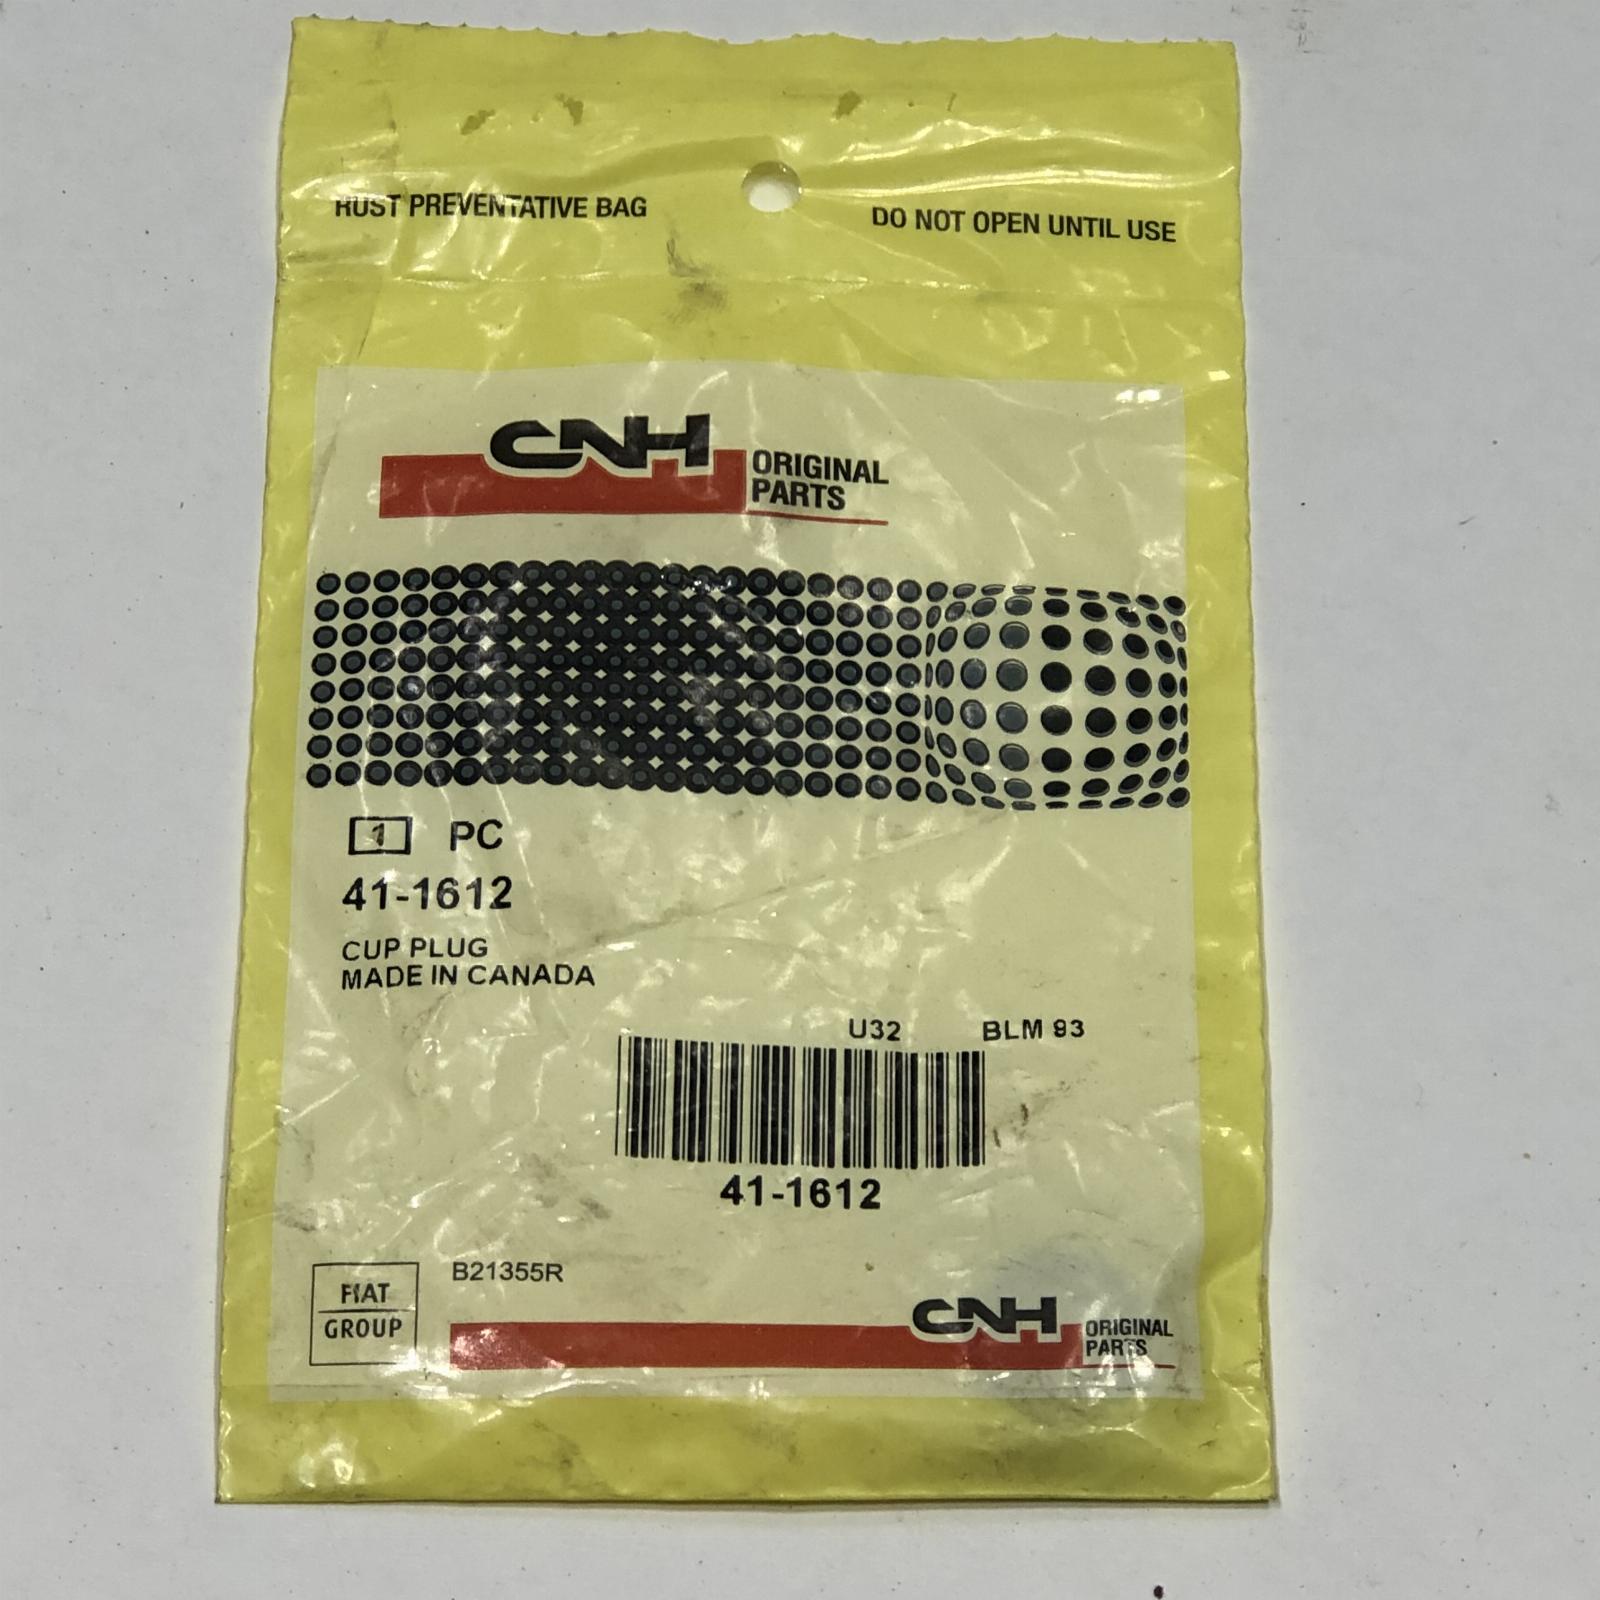 RUST PREVENTATIVE BAG
DO NOT OPEN UNTIL USE
CNH ORIGINAL
PARTS
1 PC
41-1612
CUP PLUG
MADE IN CANADA
U32 BLM 93
41-1612
B21355R
FIAT
GROUP
CNH ORIGINAL
PARTS